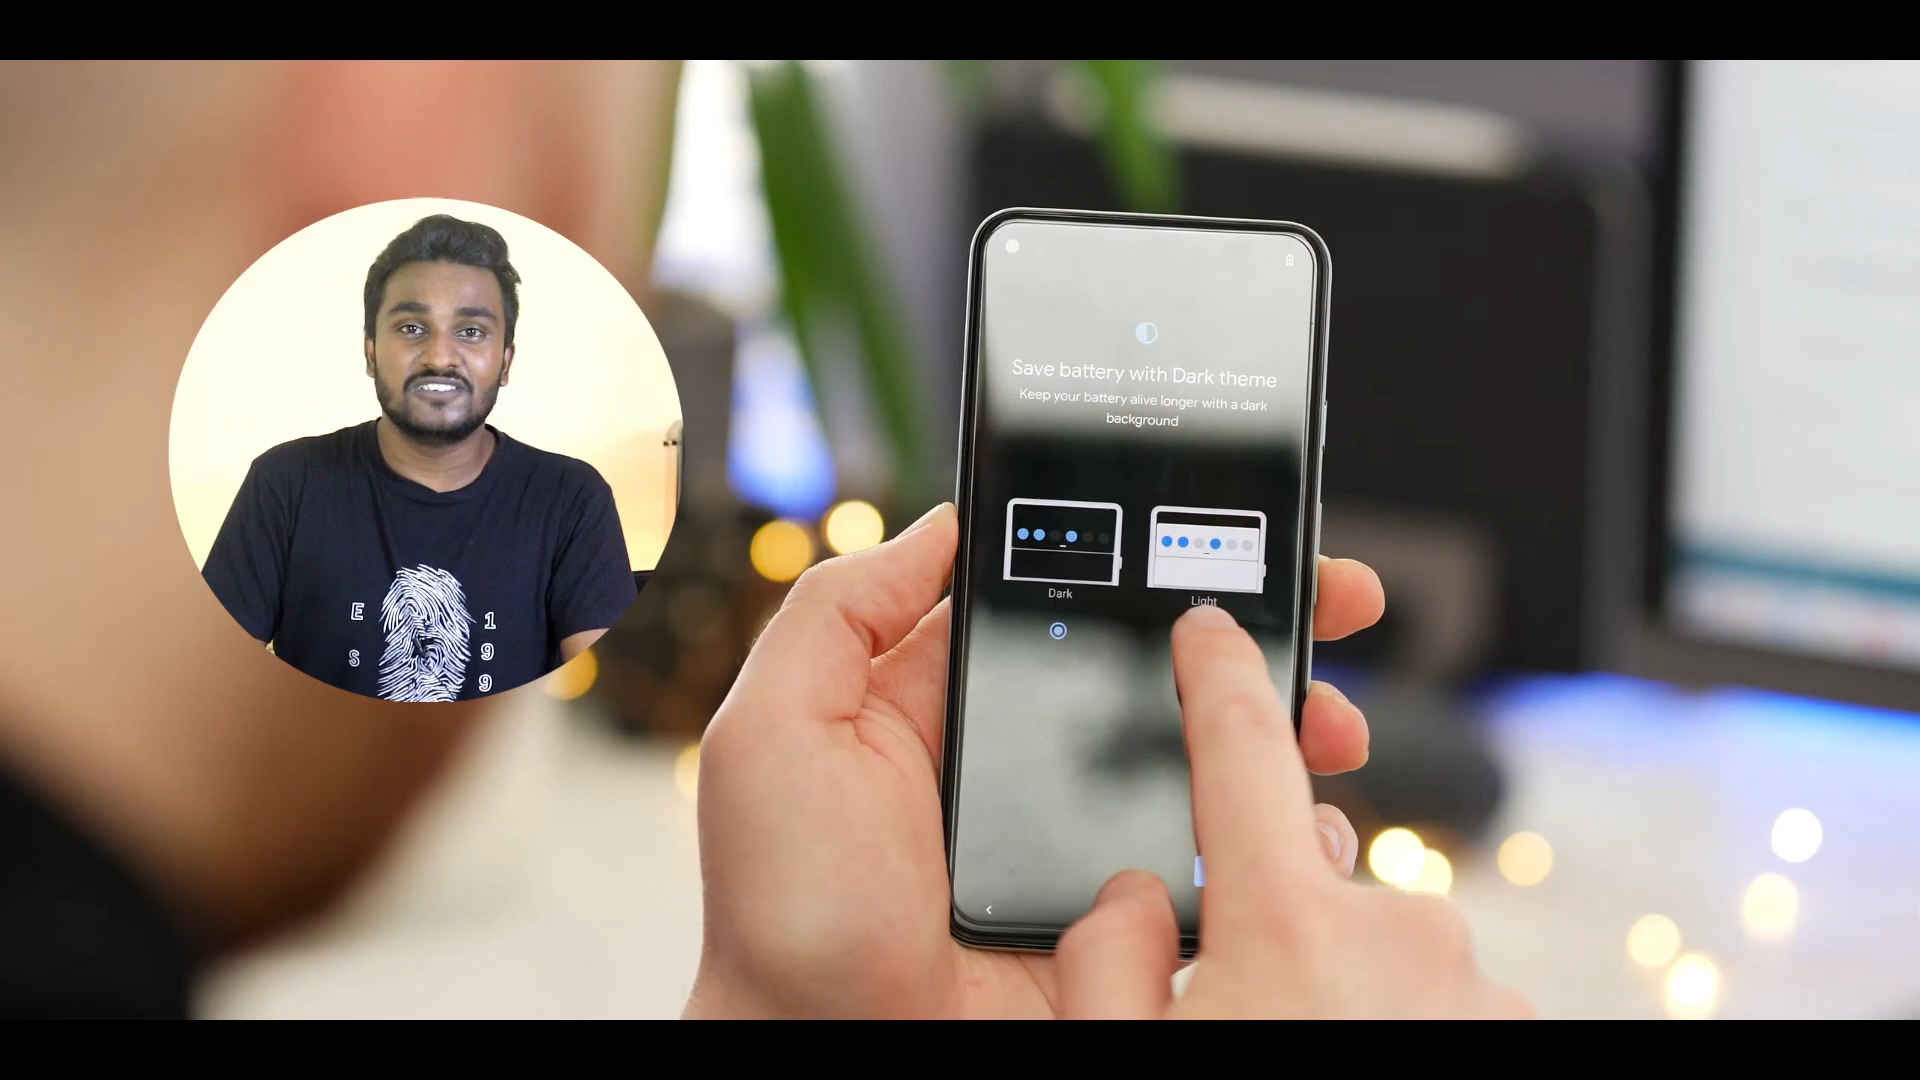 Save battery with Dark theme
Keep your battery alive longer with a dark
background
Dark
Light
E
S
1
9
9